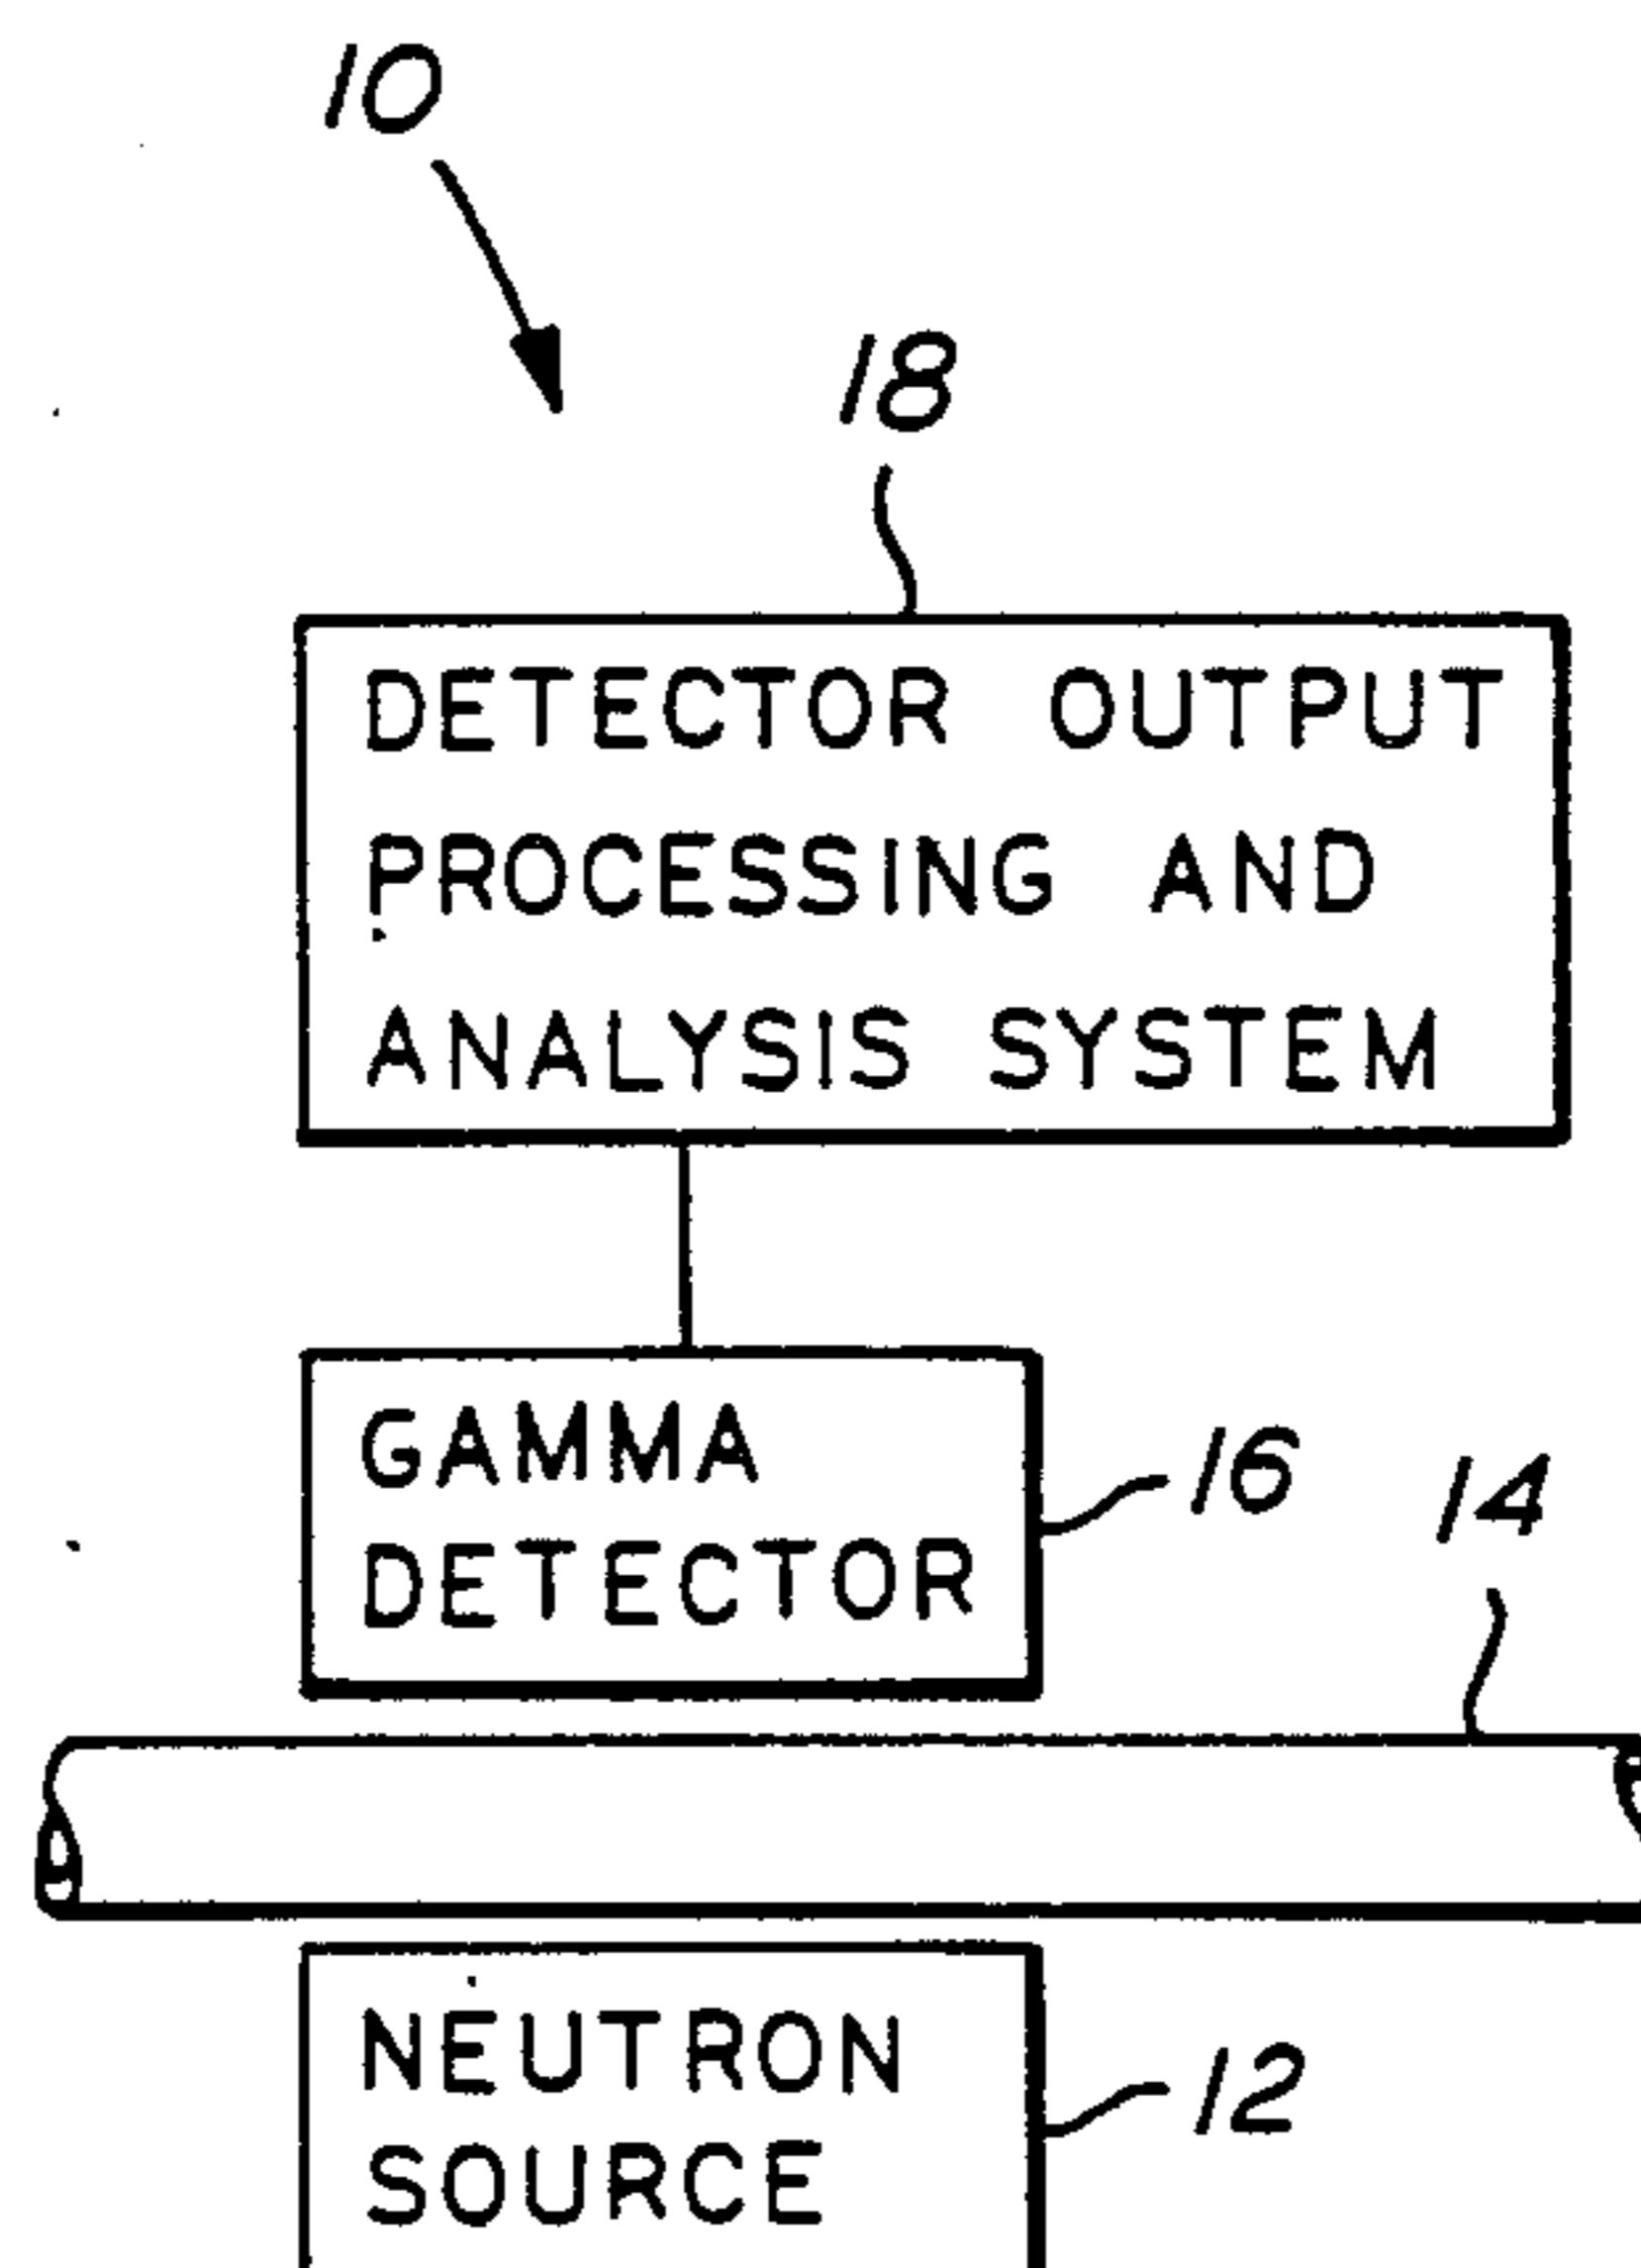 10
18
DETECTOR OUTPUT
PROCESSING AND
ANALYSIS SYSTEM
GAMMA
DETECTOR
16
14
NEUTRON
SOURCE
12